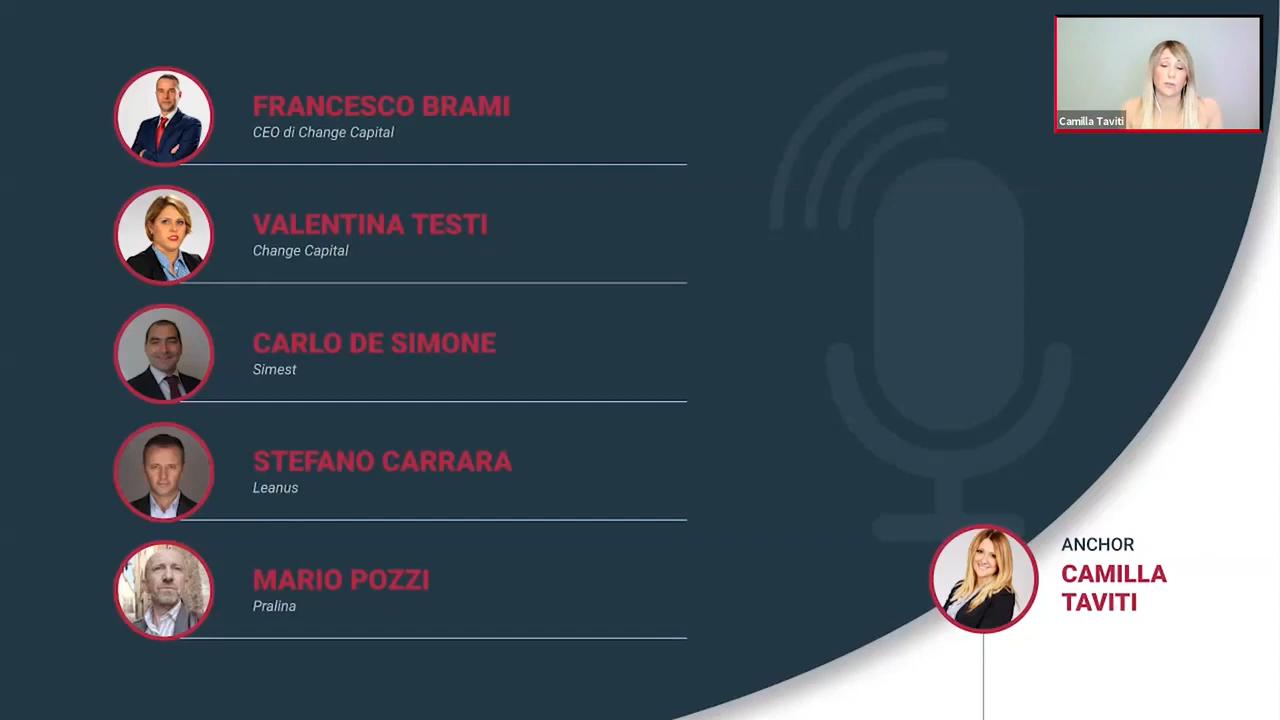 FRANCESCO BRAMI
CEO di Change Capital
VALENTINA TESTI
Change Capital
CARLO DE SIMONE
Simest
STEFANO CARRARA
Leanus
MARIO POZZI
Pralina
Camilla Taviti
ANCHOR
CAMILLA
TAVITI